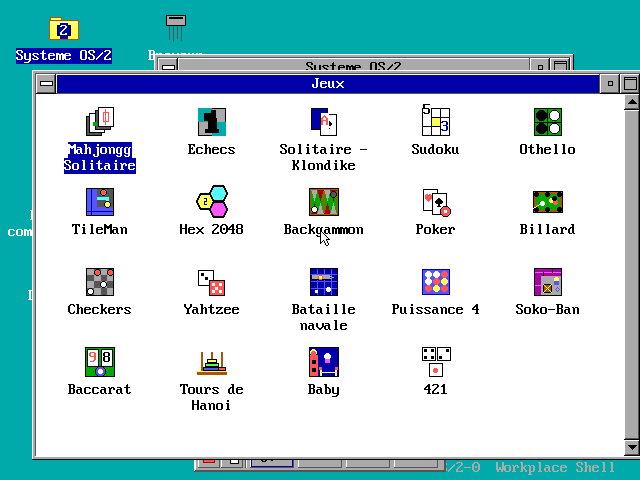 Systeme OS/2
Systeme OS/2
Jeux
Mahjongg
Solitaire
Echecs
Solitaire -
Klondike
Sudoku
Othello
TileMan
Hex 2048
Backgammon
Poker
Billard
Checkers
Yahtzee
Bataille
navale
Puissance 4
Soko-Ban
Baccarat
Tours de
Hanoi
Baby
421
com
/2-0 Workplace Shell